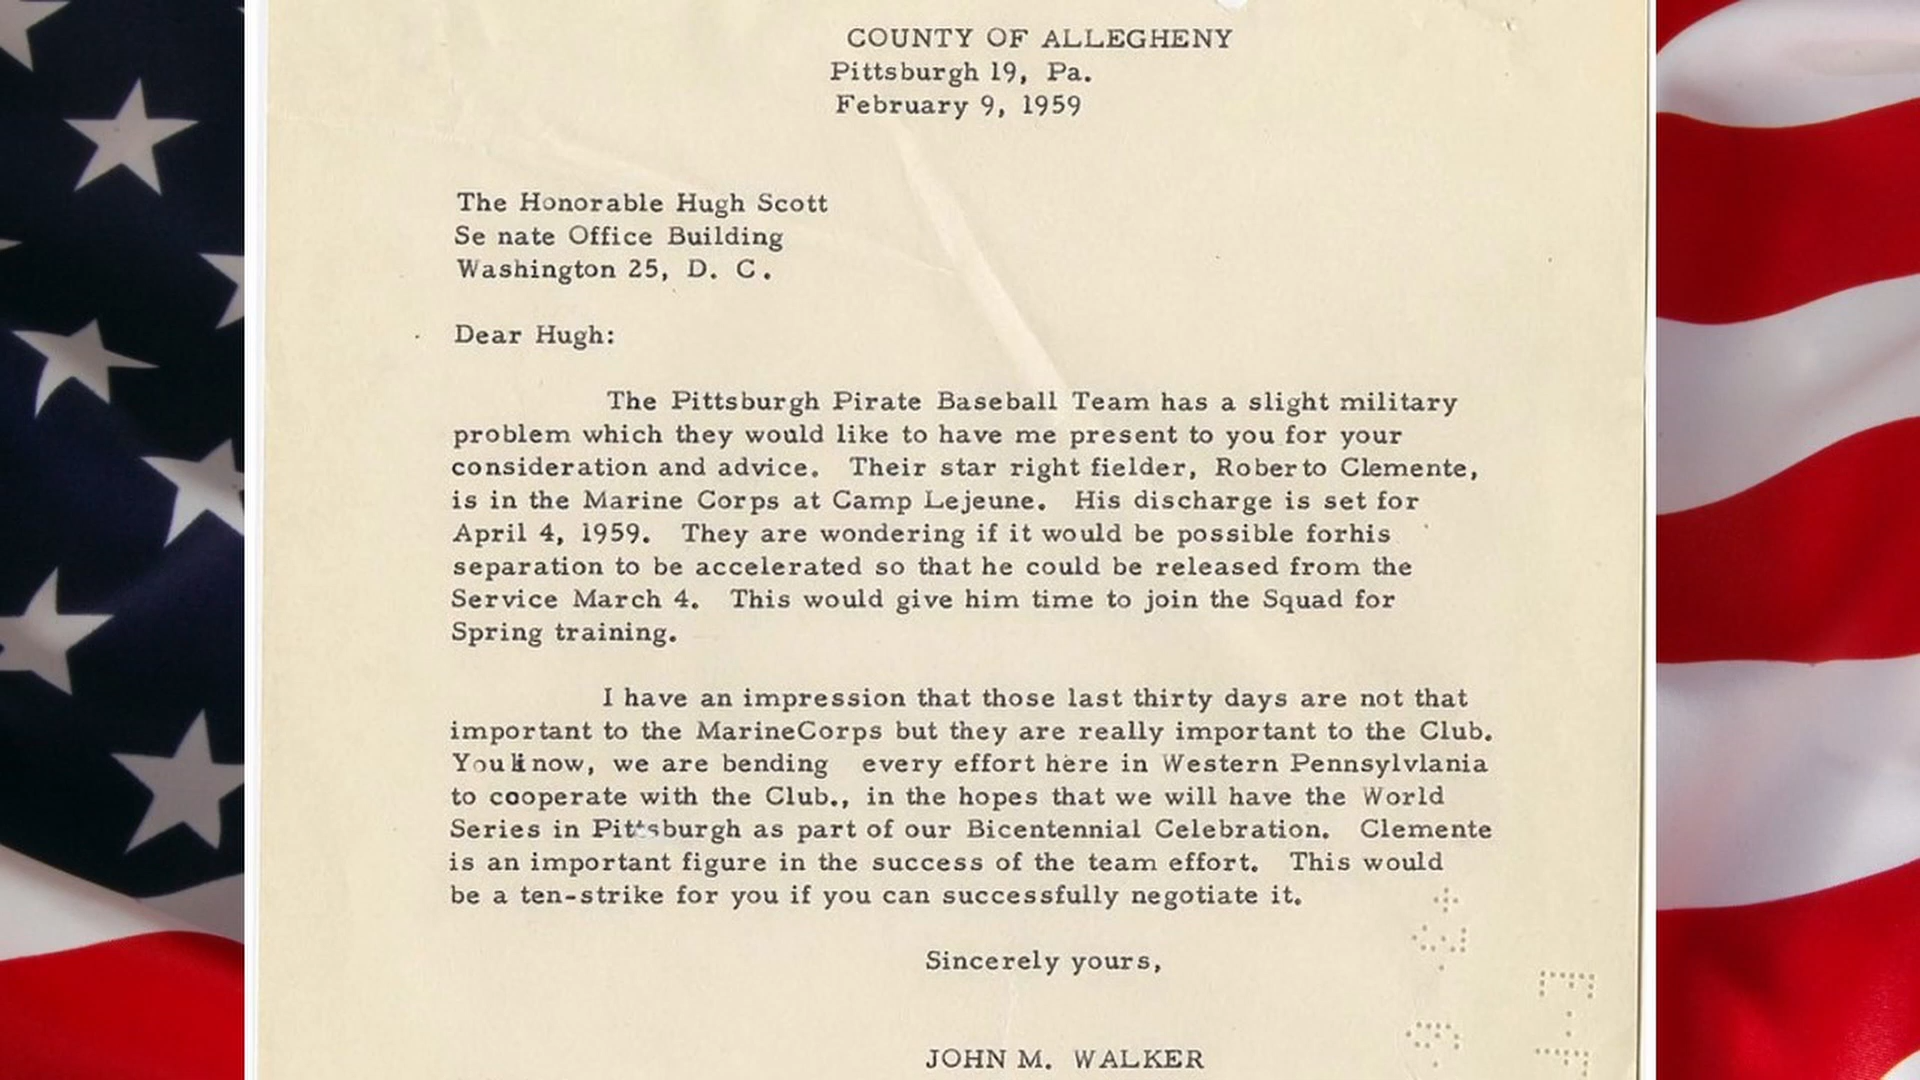 COUNTY OF ALLEGHENY
Pittsburgh 19, Pa.
February 9, 1959
The Honorable Hugh Scott
Se nate Office Building
Washington 25, D. C.
Dear Hugh:
The Pittsburgh Pirate Baseball Team has a slight military
problem which they would like to have me present to you for your
consideration and advice. Their star right fielder, Roberto Clemente,
is in the Marine Corps at Camp Lejeune. His discharge is set for
April 4, 1959. They are wondering if it would be possible forhis
separation to be accelerated so that he could be released from the
Service March 4. This would give him time to join the Squad for
Spring training.
I have an impression that those last thirty days are not that
important to the MarineCorps but they are really important to the Club.
You know, we are bending every effort here in Western Pennsylvlania
to cooperate with the Club., in the hopes that we will have the World
Series in Pittsburgh as part of our Bicentennial Celebration. Clemente
is an important figure in the success of the team effort. This would
be a ten-strike for you if you can successfully negotiate it.
Sincerely yours,
JOHN M. WALKER